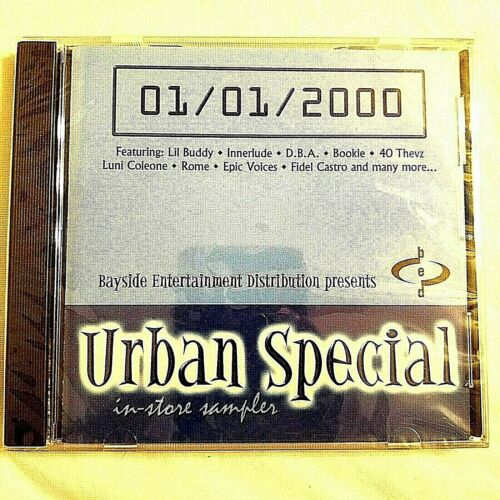 01/01/2000
Featuring: Lil Buddy • Innerlude • D.B.A. • Bookie • 40 Thevz
Luni Coleone • Rome • Epic Voices • Fidel Castro and many more...
bed
Bayside Entertainment Distribution presents
Urban Special
in-store sampler